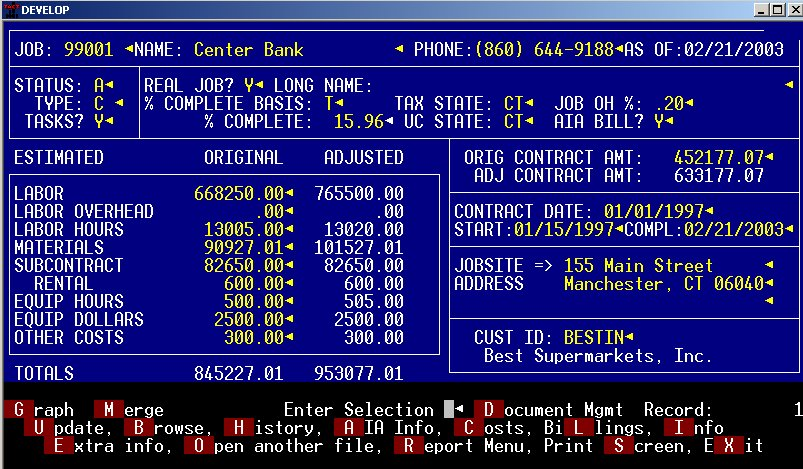 DEVELOP
JOB: 99001 NAME: Center Bank PHONE:(860) 644-9188 AS OF:02/21/2003
STATUS: A REAL JOB? Y LONG NAME:
TYPE: C % COMPLETE BASIS: T TAX STATE: CT JOB OH %: .20
TASKS? Y % COMPLETE: 15.96 UC STATE: CT AIA BILL? Y
ESTIMATED ORIGINAL ADJUSTED
LABOR 668250.00 765500.00
LABOR OVERHEAD .00 .00
LABOR HOURS 13005.00 13020.00
MATERIALS 90927.01 101527.01
SUBCONTRACT 82650.00 82650.00
RENTAL 600.00 600.00
EQUIP HOURS 500.00 505.00
EQUIP DOLLARS 2500.00 2500.00
OTHER COSTS 300.00 300.00
TOTALS 845227.01 953077.01
ORIG CONTRACT AMT: 452177.07
ADJ CONTRACT AMT: 633177.07
CONTRACT DATE: 01/01/1997
START:01/15/1997 COMPL:02/21/2003
JOBSITE => 155 Main Street
ADDRESS Manchester, CT 06040
CUST ID: BESTIN
Best Supermarkets, Inc.
Graph Merge Enter Selection Document Mgmt Record: 1
Update, Browse, History, AIA Info, Costs, BiLlings, Info
Extra info, Open another file, Report Menu, Print Screen, EXit